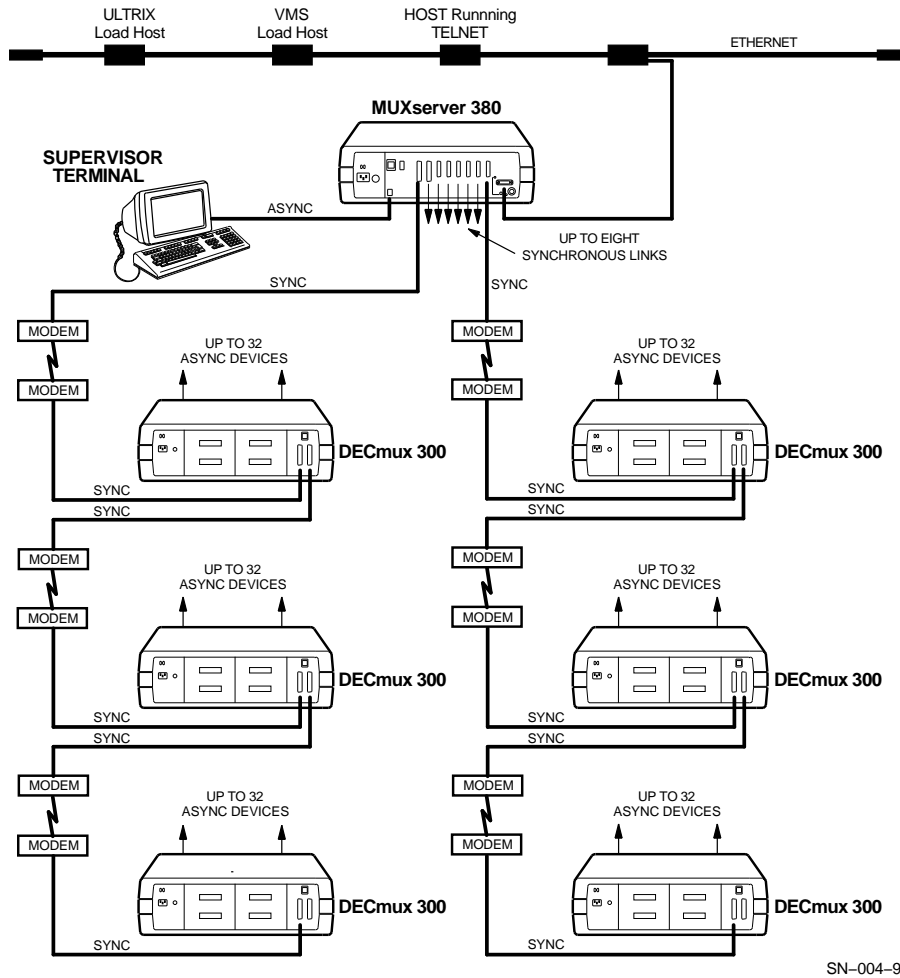 ULTRIX
Load Host
VMS
Load Host
HOST Runnning
TELNET
ETHERNET
MUXserver 380
SUPERVISOR
TERMINAL
ASYNC
UP TO EIGHT
SYNCHRONOUS LINKS
SYNC
SYNC
MODEM
MODEM
UP TO 32
ASYNC DEVICES
UP TO 32
ASYNC DEVICES
MODEM
MODEM
DECmux 300
DECmux 300
SYNC
SYNC
SYNC
SYNC
MODEM
MODEM
UP TO 32
ASYNC DEVICES
UP TO 32
ASYNC DEVICES
MODEM
MODEM
DECmux 300
DECmux 300
SYNC
SYNC
SYNC
SYNC
MODEM
MODEM
UP TO 32
ASYNC DEVICES
UP TO 32
ASYNC DEVICES
MODEM
MODEM
DECmux 300
DECmux 300
SYNC
SYNC
SN–004–9